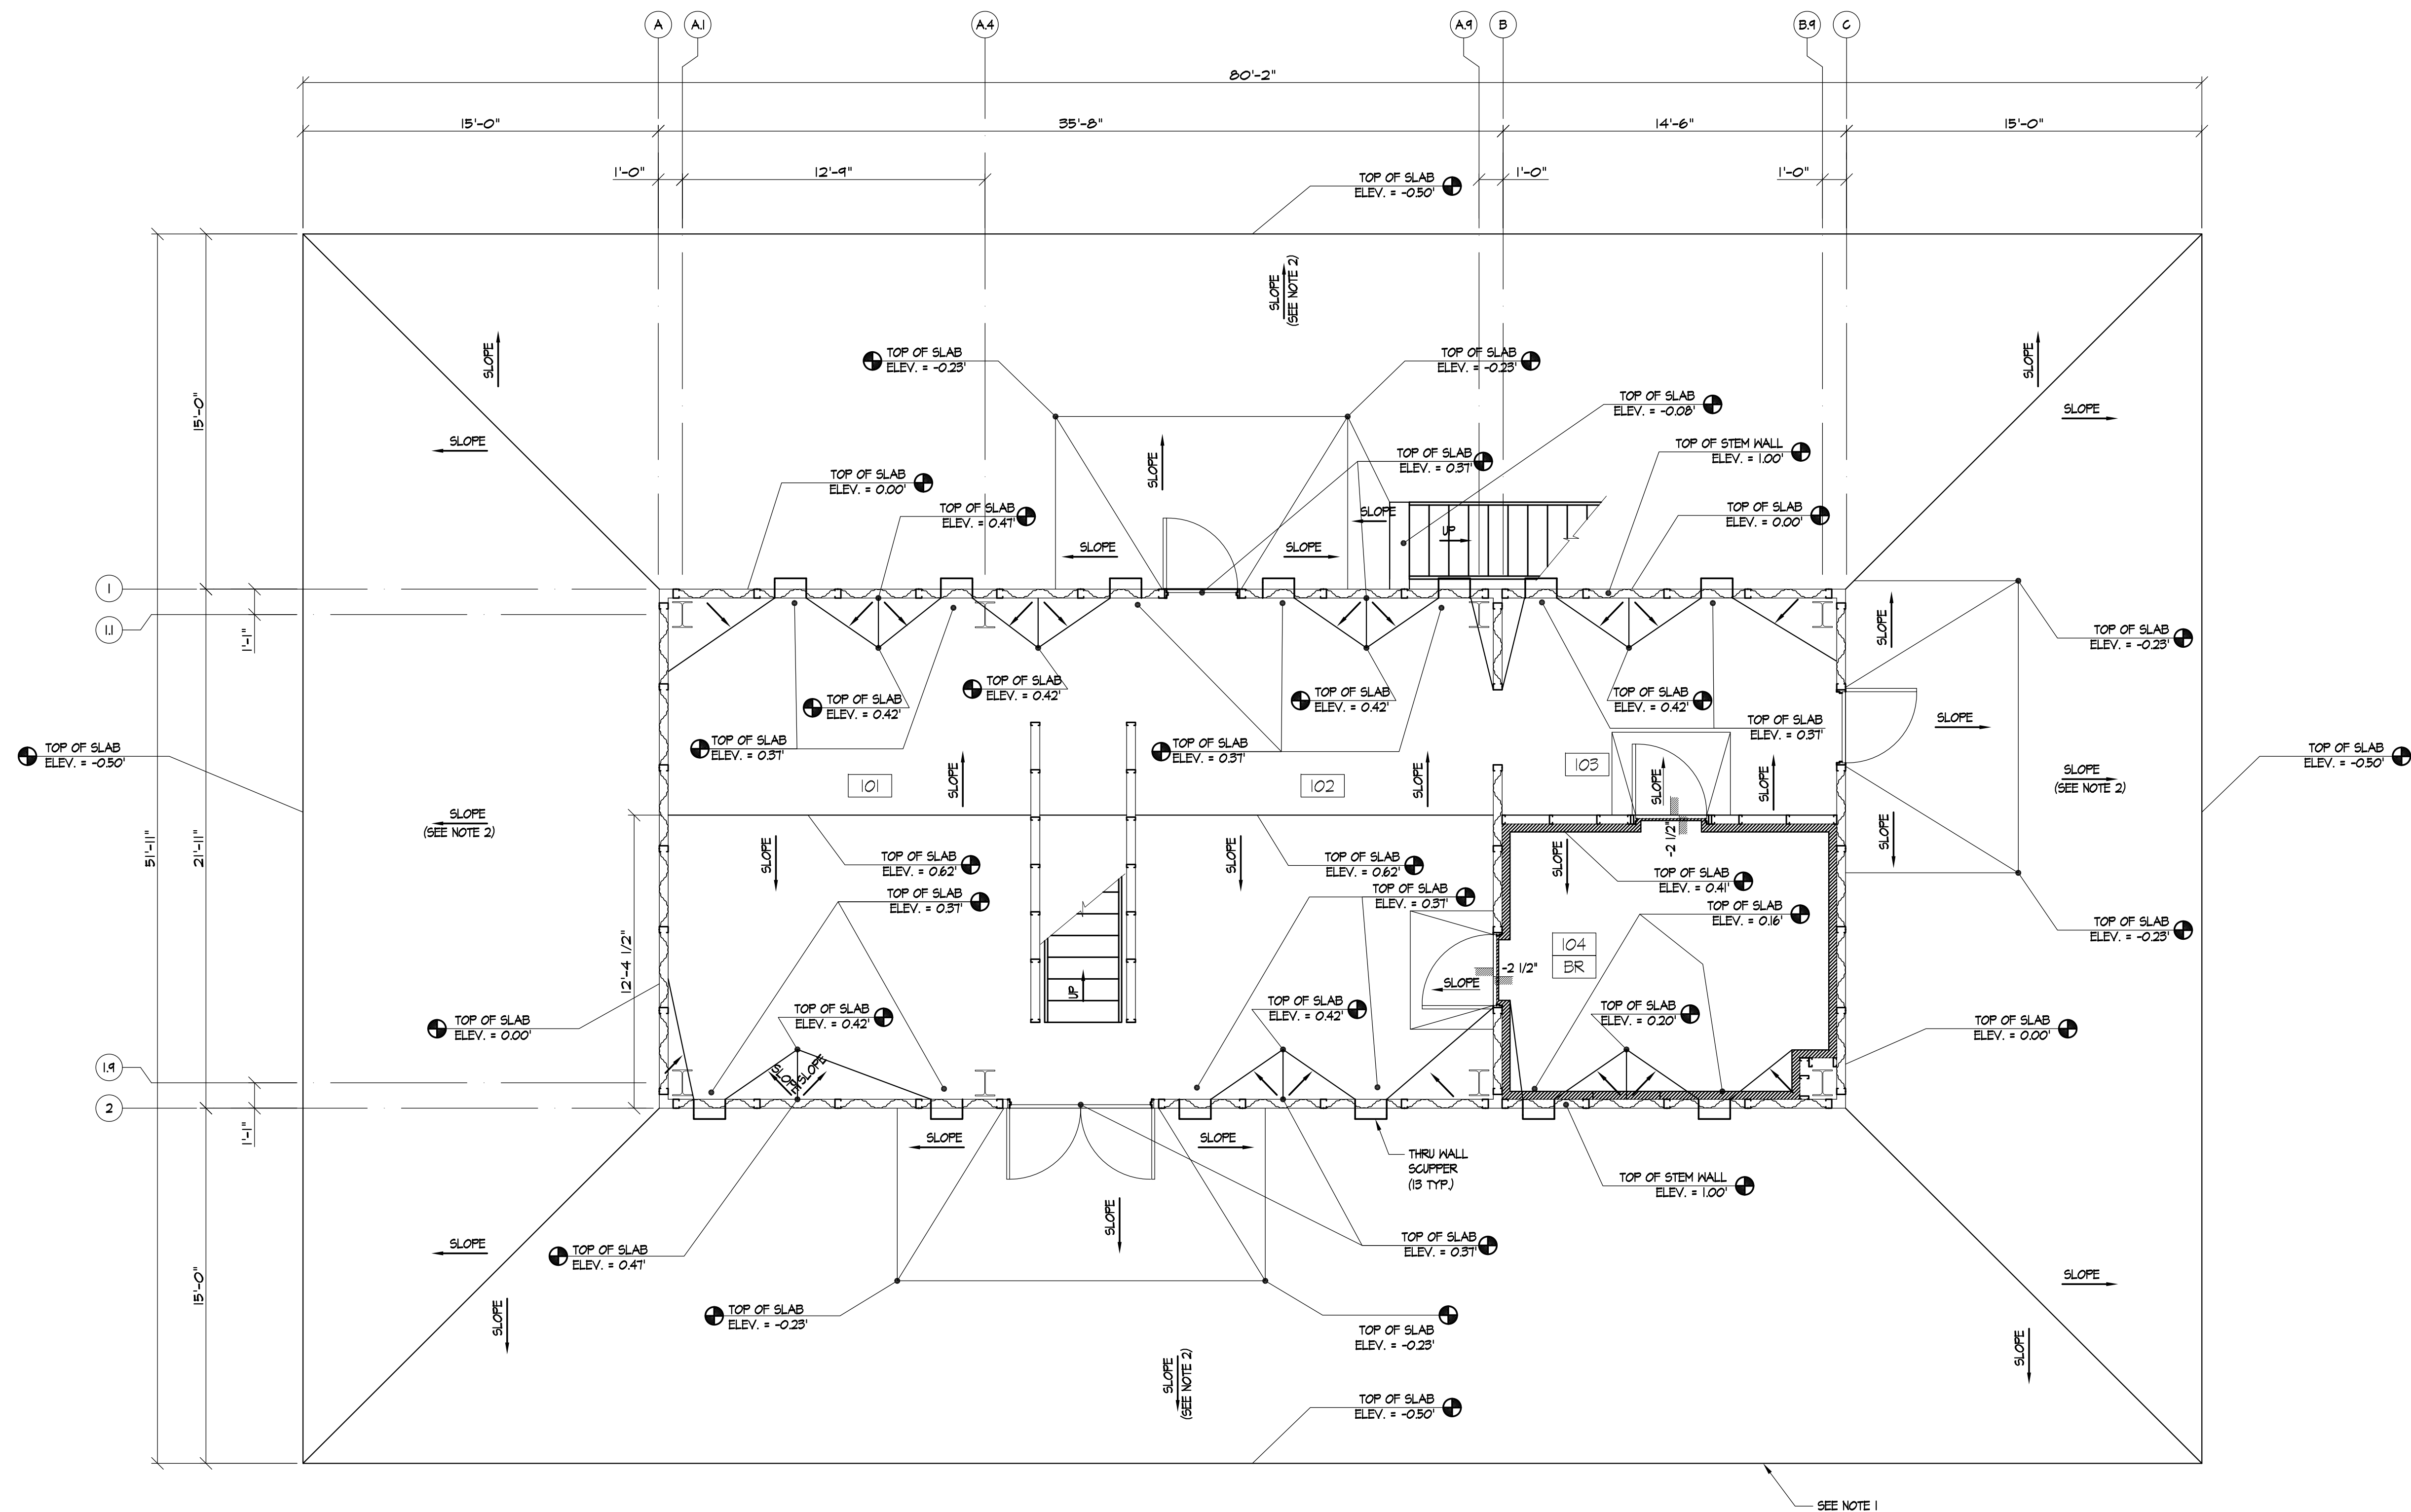 A
A.1
A.4
A.9
B
B.9
C
80'-2"
15'-0"
35'-8"
14'-6"
15'-0"
1'-0"
12'-9"
1'-0"
1'-0"
TOP OF SLAB
ELEV. = -0.50'
SLOPE
(SEE NOTE 2)
SLOPE
SLOPE
TOP OF SLAB
ELEV. = -0.23'
TOP OF SLAB
ELEV. = -0.23'
TOP OF SLAB
ELEV. = -0.08'
SLOPE
SLOPE
15'-0"
TOP OF SLAB
ELEV. = 0.00'
TOP OF SLAB
ELEV. = 0.47'
SLOPE
TOP OF SLAB
ELEV. = 0.37'
TOP OF STEM WALL
ELEV. = 1.00'
TOP OF SLAB
ELEV. = 0.00'
SLOPE
UP
SLOPE
SLOPE
1
1.1
1'-1"
SLOPE
TOP OF SLAB
ELEV. = -0.23'
TOP OF SLAB
ELEV. = 0.42'
TOP OF SLAB
ELEV. = 0.42'
TOP OF SLAB
ELEV. = 0.42'
TOP OF SLAB
ELEV. = 0.42'
TOP OF SLAB
ELEV. = 0.37'
TOP OF SLAB
ELEV. = 0.37'
TOP OF SLAB
ELEV. = 0.37'
SLOPE
TOP OF SLAB
ELEV. = -0.50'
TOP OF SLAB
ELEV. = -0.50'
101
SLOPE
102
SLOPE
103
SLOPE
SLOPE
SLOPE
(SEE NOTE 2)
SLOPE
(SEE NOTE 2)
51'-11"
21'-11"
SLOPE
SLOPE
SLOPE
-2 1/2"
SLOPE
TOP OF SLAB
ELEV. = 0.62'
TOP OF SLAB
ELEV. = 0.62'
TOP OF SLAB
ELEV. = 0.41'
TOP OF SLAB
ELEV. = 0.37'
TOP OF SLAB
ELEV. = 0.37'
TOP OF SLAB
ELEV. = 0.16'
TOP OF SLAB
ELEV. = -0.23'
12'-4 1/2"
104
BR
-2 1/2"
SLOPE
UP
TOP OF SLAB
ELEV. = 0.00'
TOP OF SLAB
ELEV. = 0.42'
TOP OF SLAB
ELEV. = 0.42'
TOP OF SLAB
ELEV. = 0.20'
TOP OF SLAB
ELEV. = 0.00'
SLOPE
SLOPE
1.9
2
1'-1"
SLOPE
SLOPE
THRU WALL
SCUPPER
(13 TYP.)
TOP OF STEM WALL
ELEV. = 1.00'
SLOPE
SLOPE
TOP OF SLAB
ELEV. = 0.47'
TOP OF SLAB
ELEV. = 0.37'
SLOPE
15'-0"
SLOPE
TOP OF SLAB
ELEV. = -0.23'
TOP OF SLAB
ELEV. = -0.23'
SLOPE
SLOPE
(SEE NOTE 2)
TOP OF SLAB
ELEV. = -0.50'
SEE NOTE 1